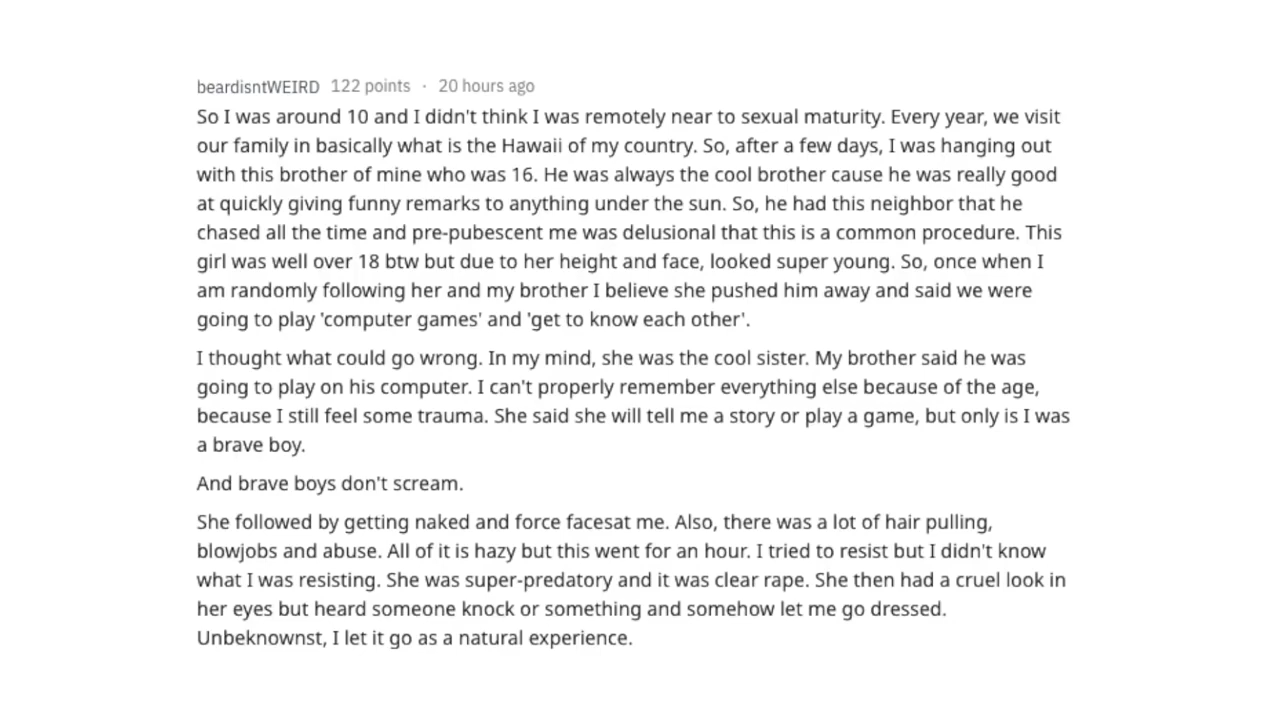 beardisntWEIRD 122 points · 20 hours ago
So I was around 10 and I didn't think I was remotely near to sexual maturity. Every year, we visit
our family in basically what is the Hawaii of my country. So, after a few days, I was hanging out
with this brother of mine who was 16. He was always the cool brother cause he was really good
at quickly giving funny remarks to anything under the sun. So, he had this neighbor that he
chased all the time and pre-pubescent me was delusional that this is a common procedure. This
girl was well over 18 btw but due to her height and face, looked super young. So, once when I
am randomly following her and my brother I believe she pushed him away and said we were
going to play 'computer games' and 'get to know each other'.
I thought what could go wrong. In my mind, she was the cool sister. My brother said he was
going to play on his computer. I can't properly remember everything else because of the age,
because I still feel some trauma. She said she will tell me a story or play a game, but only is I was
a brave boy.
And brave boys don't scream.
She followed by getting naked and force facesat me. Also, there was a lot of hair pulling,
blowjobs and abuse. All of it is hazy but this went for an hour. I tried to resist but I didn't know
what I was resisting. She was super-predatory and it was clear rape. She then had a cruel look in
her eyes but heard someone knock or something and somehow let me go dressed.
Unbeknownst, I let it go as a natural experience.